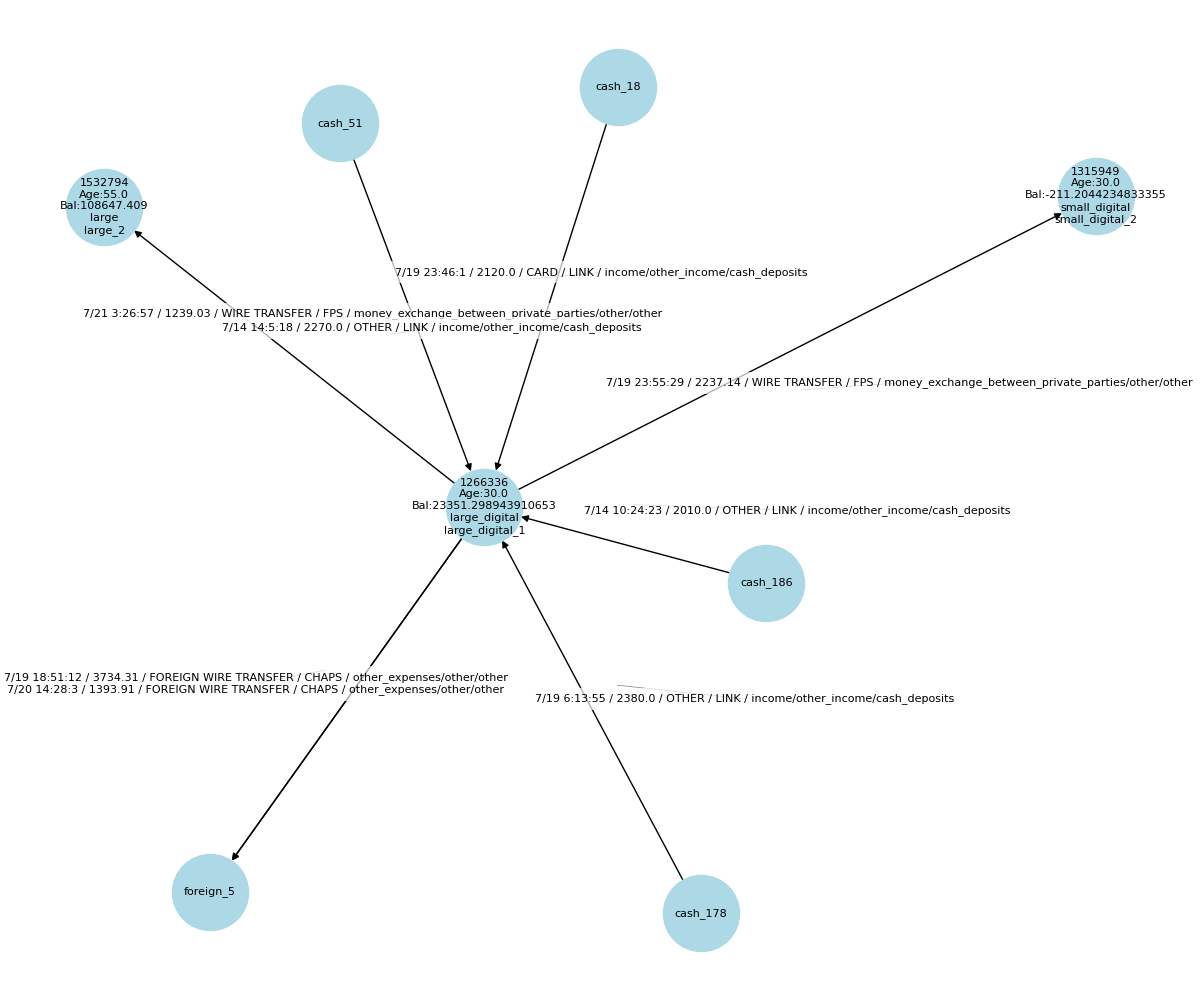 cash_18
cash_51
1532794
Age:55.0
Bal:108647.409
large
large_2
1315949
Age:30.0
Bal:-211.2044234833355
small_digital
small_digital_2
7/19 23:46:1 / 2120.0 / CARD / LINK / income/other_income/cash_deposits
7/21 3:26:57 / 1239.03 / WIRE TRANSFER / FPS / money_exchange_between_private_parties/other/other
7/14 14:5:18 / 2270.0 / OTHER / LINK / income/other_income/cash_deposits
7/19 23:55:29 / 2237.14 / WIRE TRANSFER / FPS / money_exchange_between_private_parties/other/other
1266336
Age:30.0
Bal:23351.298943910653
large_digital
large_digital_1
7/14 10:24:23 / 2010.0 / OTHER / LINK / income/other_income/cash_deposits
cash_186
7/19 18:51:12 / 3734.31 / FOREIGN WIRE TRANSFER / CHAPS / other_expenses/other/other
7/20 14:28:3 / 1393.91 / FOREIGN WIRE TRANSFER / CHAPS / other_expenses/other/other
7/19 6:13:55 / 2380.0 / OTHER / LINK / income/other_income/cash_deposits
foreign_5
cash_178